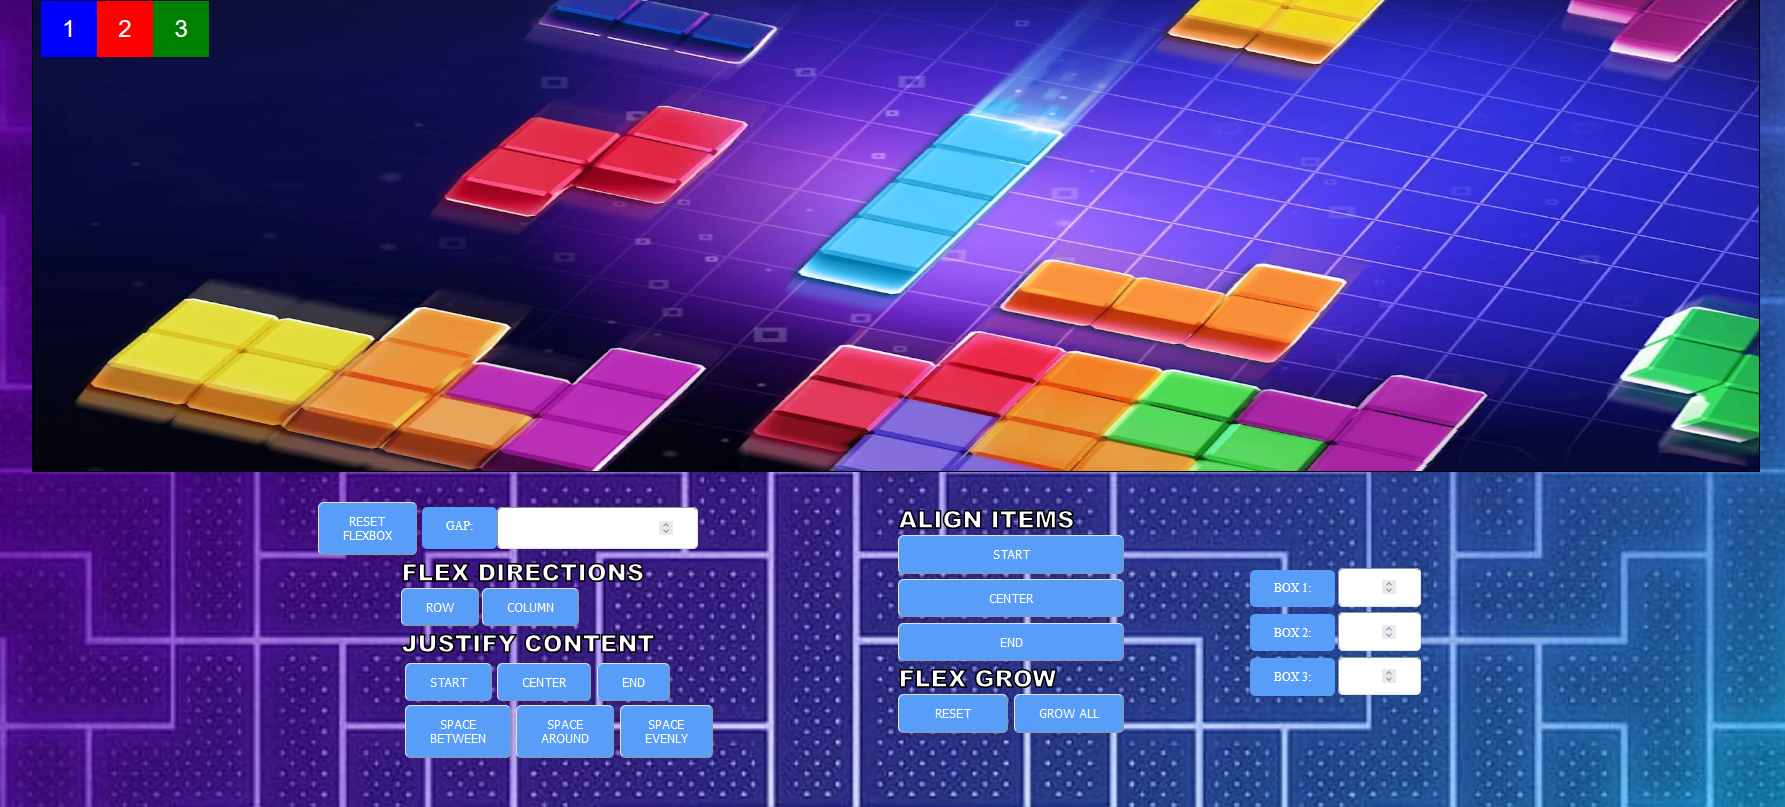 1 2 3
RESET
FLEXBOX
GAP:
FLEX DIRECTIONS
ROW COLUMN
JUSTIFY CONTENT
START CENTER END
SPACE
BETWEEN
SPACE
AROUND
SPACE
EVENLY
ALIGN ITEMS
START
CENTER
END
FLEX GROW
RESET GROW ALL
BOX 1:
BOX 2:
BOX 3: